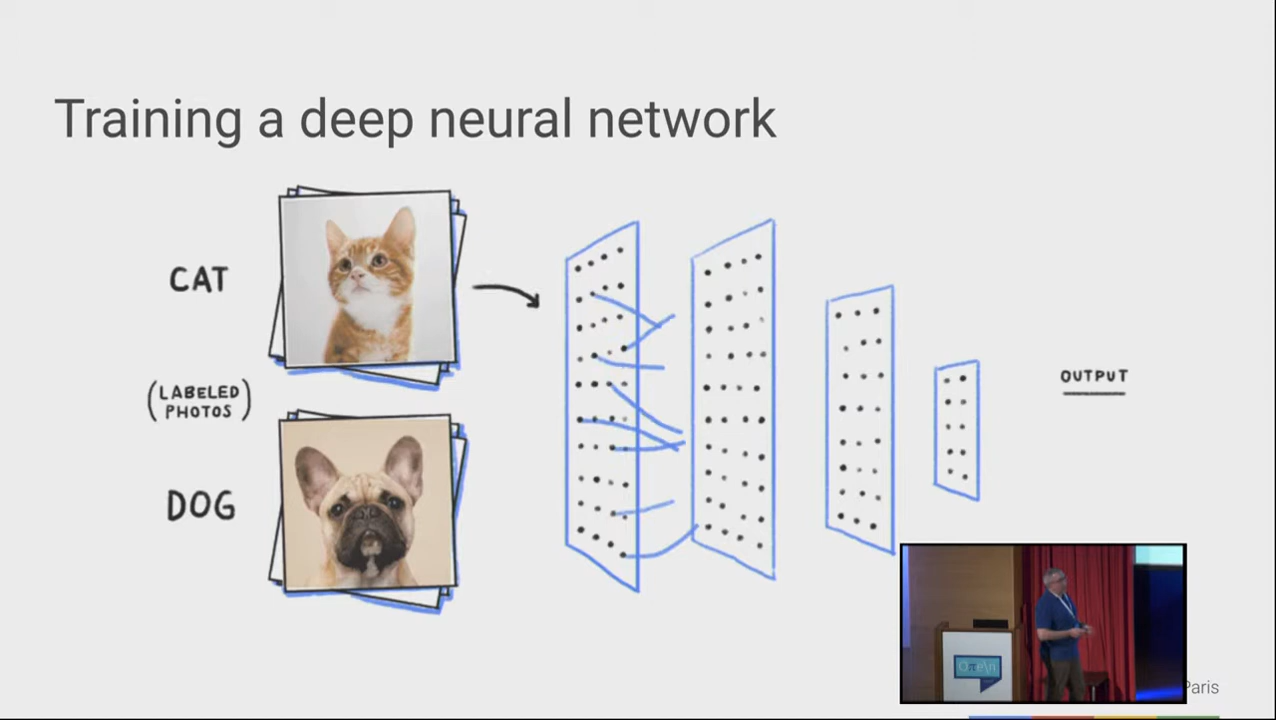 Training a deep neural network
CAT
(LABELED
PHOTOS)
DOG
OUTPUT
Paris